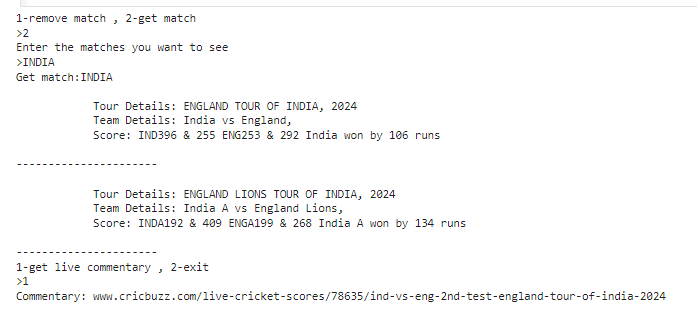 1-remove match , 2-get match
>2
Enter the matches you want to see
>INDIA
Get match:INDIA
Tour Details: ENGLAND TOUR OF INDIA, 2024
Team Details: India vs England,
Score: IND396 & 255 ENG253 & 292 India won by 106 runs
----------------------
Tour Details: ENGLAND LIONS TOUR OF INDIA, 2024
Team Details: India A vs England Lions,
Score: INDA192 & 409 ENGA199 & 268 India A won by 134 runs
----------------------
1-get live commentary , 2-exit
>1
Commentary: www.cricbuzz.com/live-cricket-scores/78635/ind-vs-eng-2nd-test-england-tour-of-india-2024